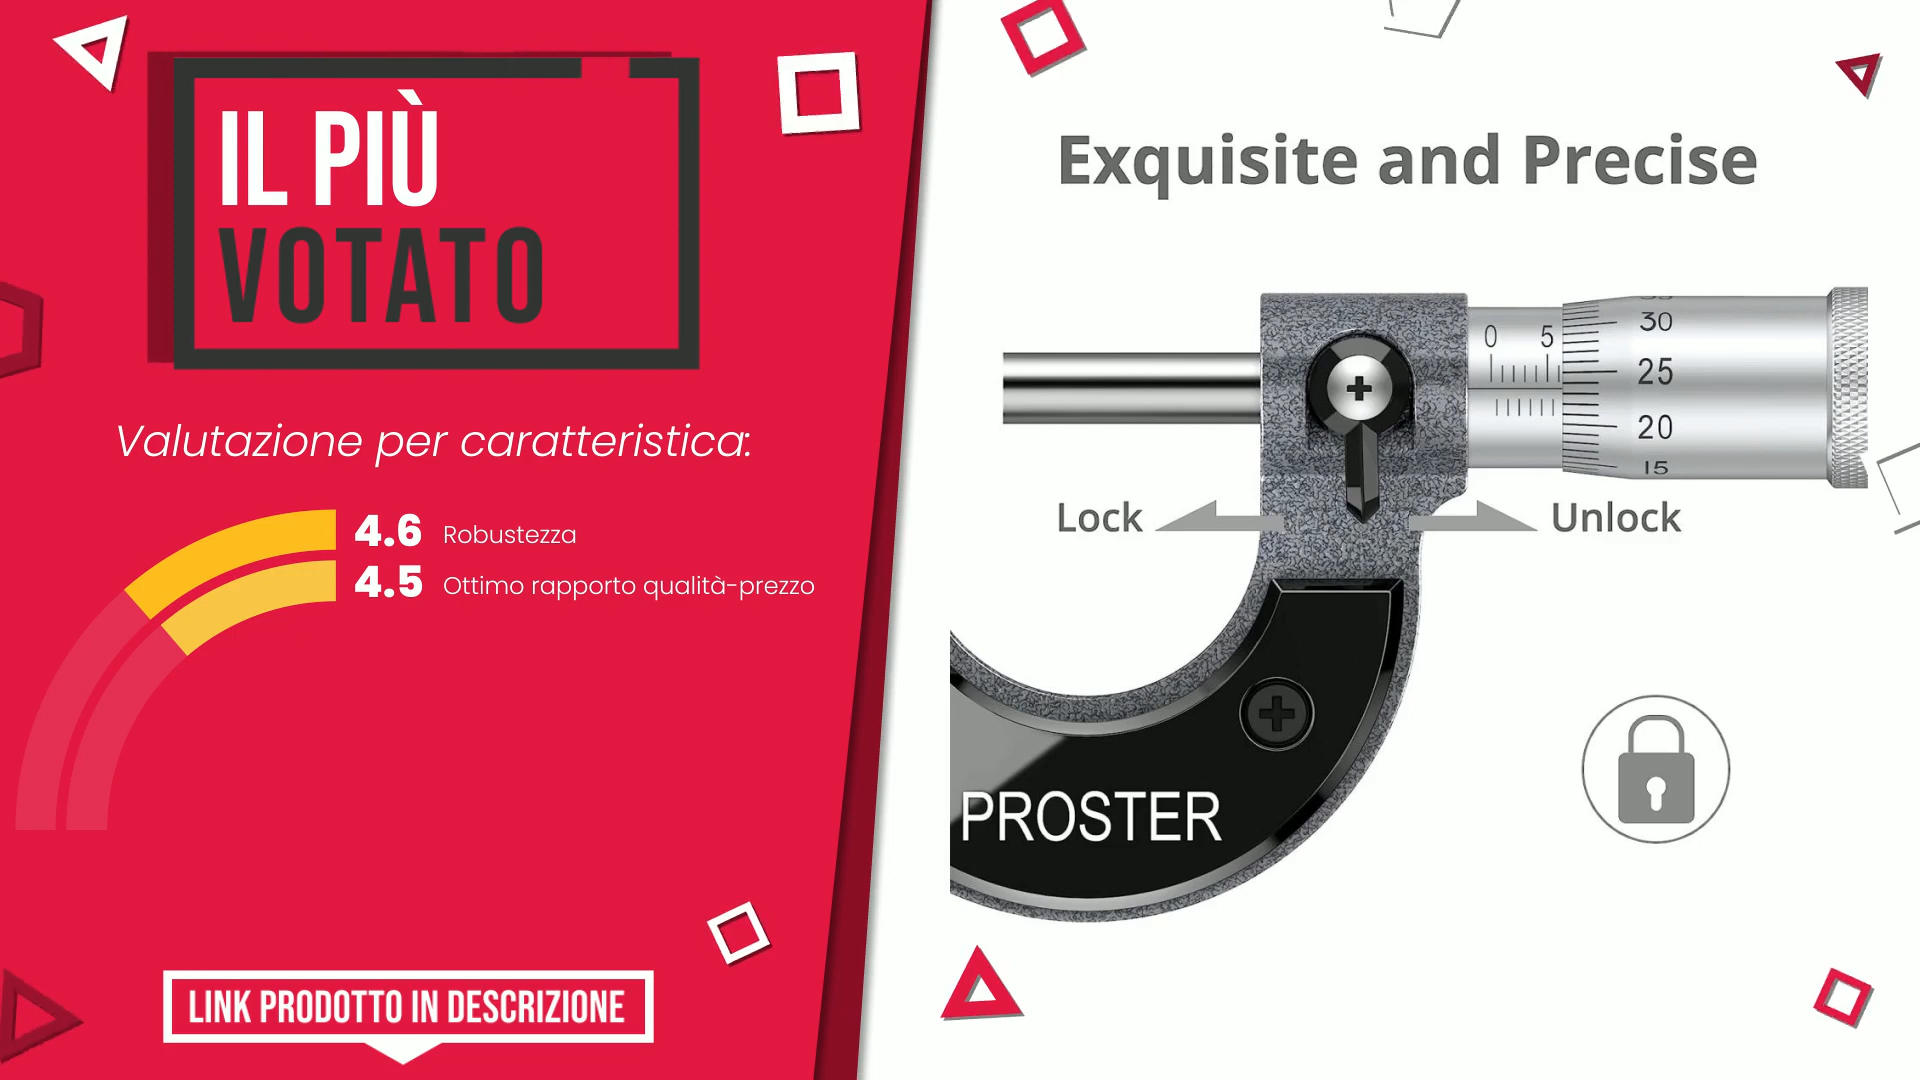 IL PIÙ
VOTATO
Valutazione per caratteristica:
4.6 Robustezza
4.5 Ottimo rapporto qualità-prezzo
LINK PRODOTTO IN DESCRIZIONE
Exquisite and Precise
0 5
30
25
20
15
Lock
Unlock
PROSTER